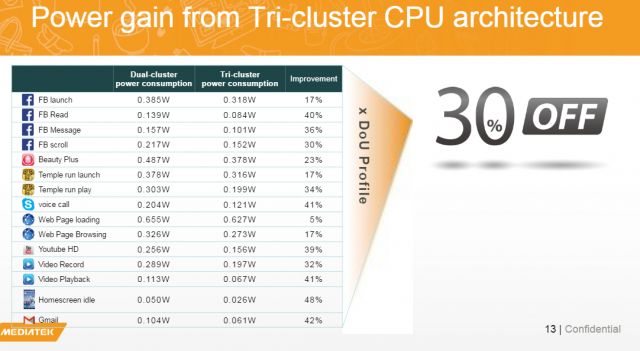 Power gain from Tri-cluster CPU architecture
Dual-cluster power consumption Tri-cluster power consumption Improvement
FB launch 0.385W 0.318W 17%
FB Read 0.139W 0.084W 40%
FB Message 0.157W 0.101W 36%
FB scroll 0.217W 0.152W 30%
Beauty Plus 0.487W 0.378W 23%
Temple run launch 0.378W 0.316W 17%
Temple run play 0.303W 0.199W 34%
voice call 0.204W 0.121W 41%
Web Page loading 0.655W 0.627W 5%
Web Page Browsing 0.326W 0.273W 17%
Youtube HD 0.256W 0.156W 39%
Video Record 0.289W 0.197W 32%
Video Playback 0.113W 0.067W 41%
Homescreen idle 0.050W 0.026W 48%
Gmail 0.104W 0.061W 42%
x DoU Profile
30% OFF
MEDIATEK
13 | Confidential